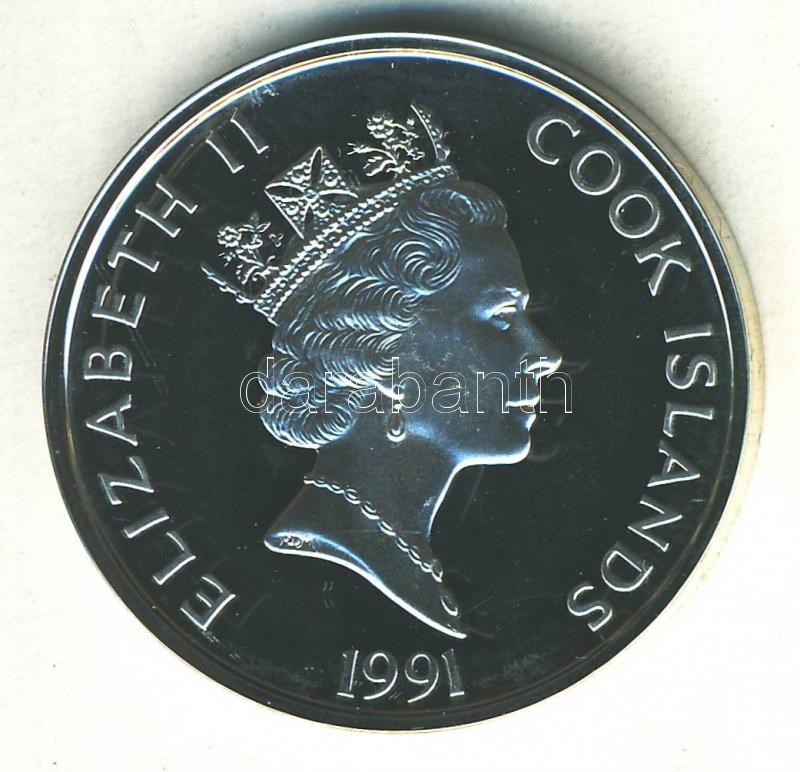 ELIZABETH II
COOK ISLANDS
darabanth
RDM
1991